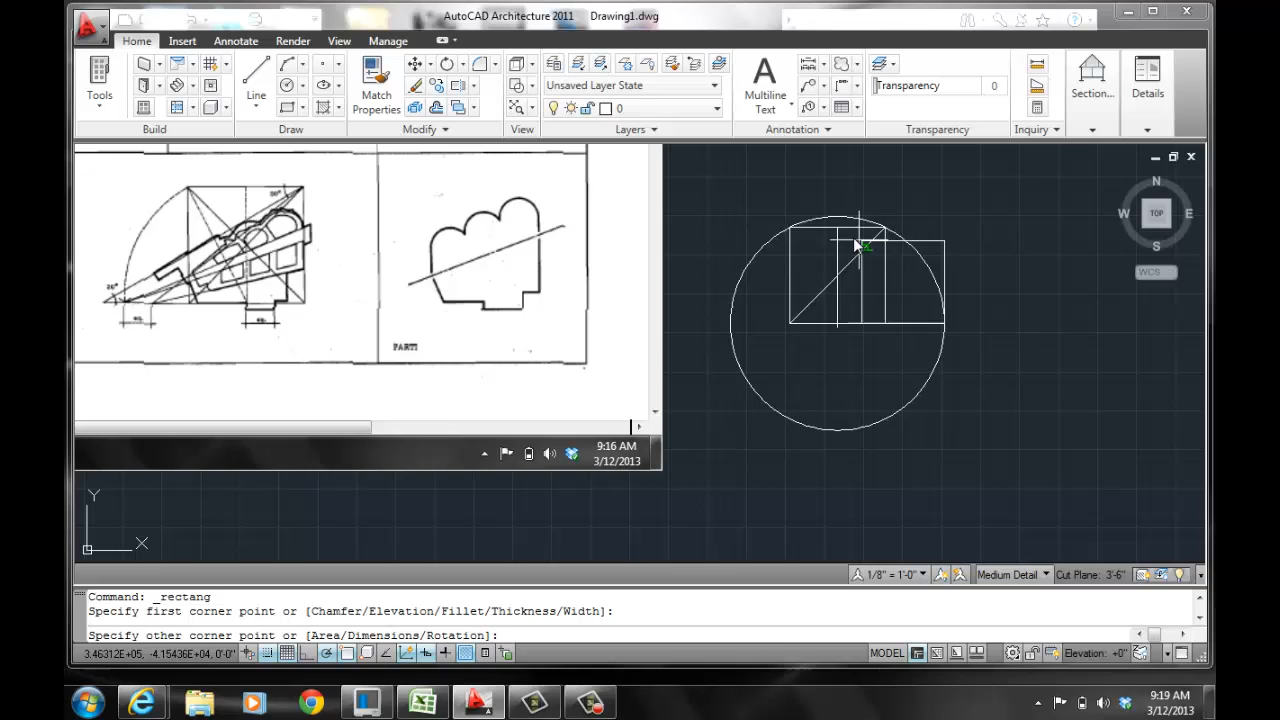 AutoCAD Architecture 2011 Drawing1.dwg
Home Insert Annotate Render View Manage
Tools
Line
Match
Properties
Unsaved Layer State
0
Multiline
Text
Transparency 0
Section...
Details
Build Draw Modify View Layers Annotation Transparency Inquiry
PARTI
N
W TOP E
S
WCS
9:16 AM
3/12/2013
Y
X
1/8" = 1'-0" Medium Detail Cut Plane: 3'-6"
Command: _rectang
Specify first corner point or [Chamfer/Elevation/Fillet/Thickness/Width]:
Specify other corner point or [Area/Dimensions/Rotation]:
3.46312E+05, -4.15436E+04, 0'-0" MODEL Elevation: +0"
9:19 AM
3/12/2013